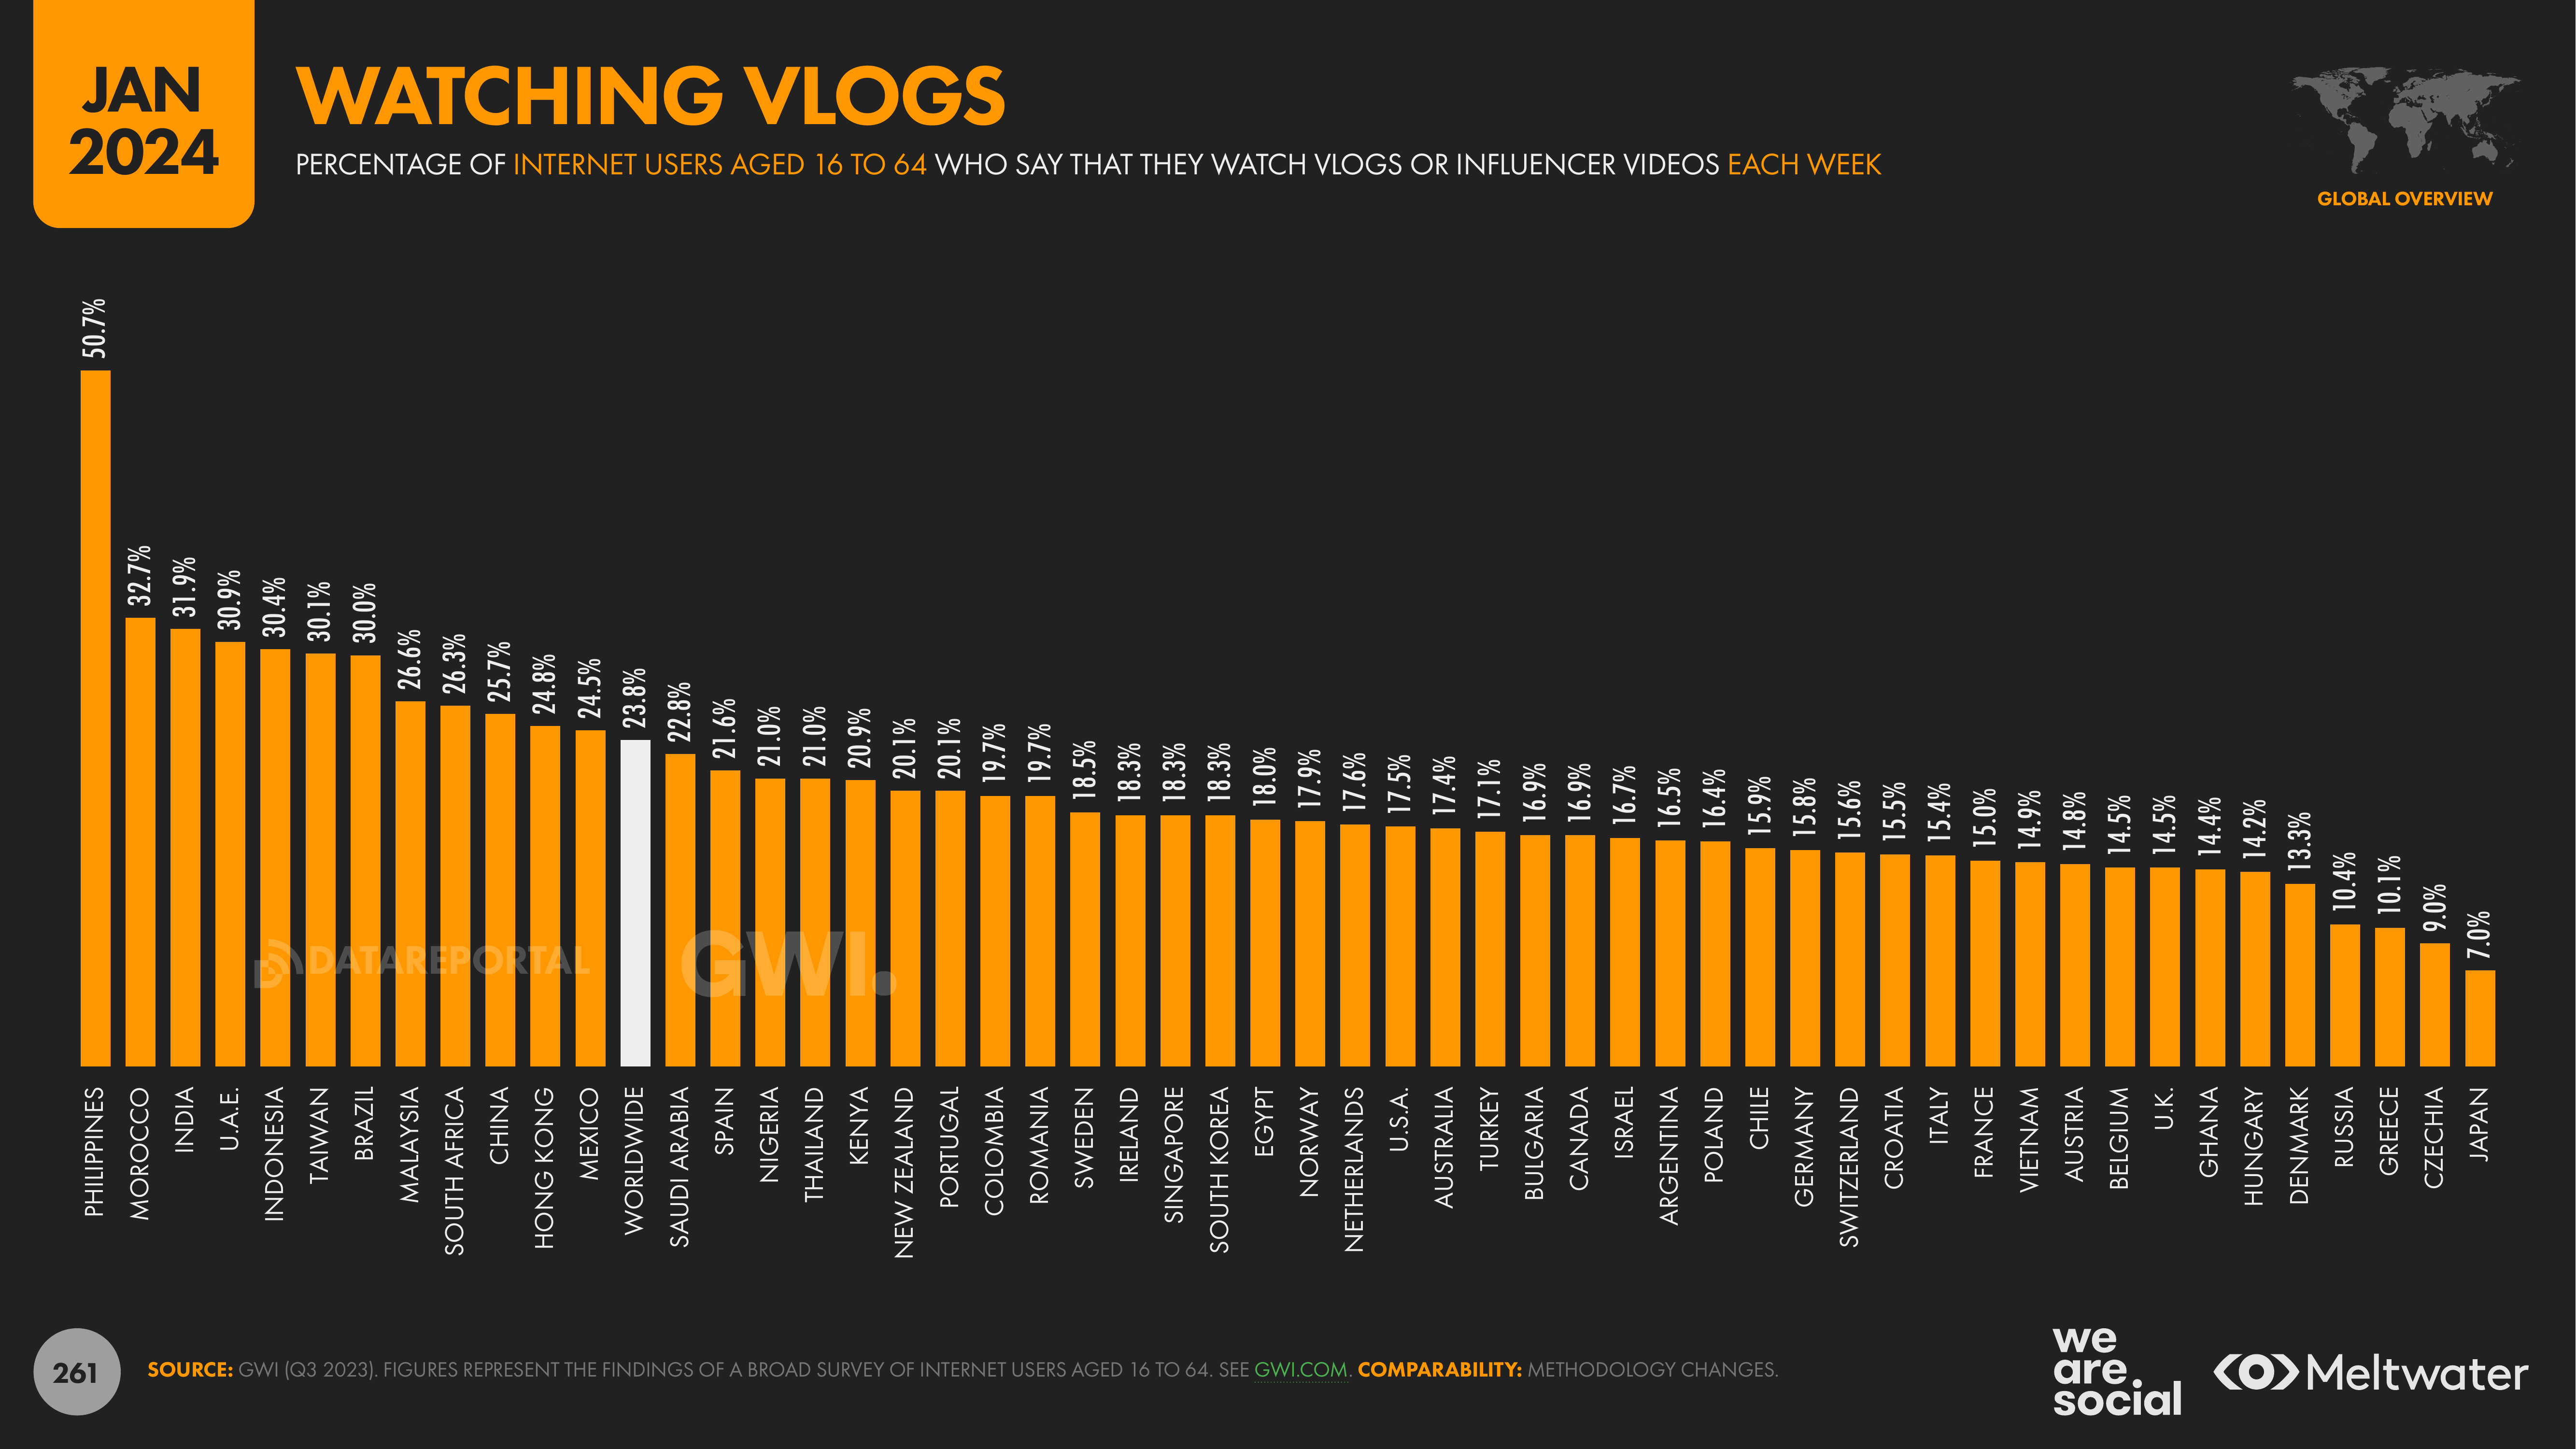 JAN
2024
WATCHING VLOGS
PERCENTAGE OF INTERNET USERS AGED 16 TO 64 WHO SAY THAT THEY WATCH VLOGS OR INFLUENCER VIDEOS EACH WEEK
GLOBAL OVERVIEW
50.7%
32.7%
31.9%
30.9%
30.4%
30.1%
30.0%
26.6%
26.3%
25.7%
24.8%
24.5%
23.8%
22.8%
21.6%
21.0%
21.0%
20.9%
20.1%
20.1%
19.7%
19.7%
18.5%
18.3%
18.3%
18.3%
18.0%
17.9%
17.6%
17.5%
17.4%
17.1%
16.9%
16.9%
16.7%
16.5%
16.4%
15.9%
15.8%
15.6%
15.5%
15.4%
15.0%
14.9%
14.8%
14.5%
14.5%
14.4%
14.2%
13.3%
10.4%
10.1%
9.0%
7.0%
DATAREPORTAL
GWI.
PHILIPPINES
MOROCCO
INDIA
U.A.E.
INDONESIA
TAIWAN
BRAZIL
MALAYSIA
SOUTH AFRICA
CHINA
HONG KONG
MEXICO
WORLDWIDE
SAUDI ARABIA
SPAIN
NIGERIA
THAILAND
KENYA
NEW ZEALAND
PORTUGAL
COLOMBIA
ROMANIA
SWEDEN
IRELAND
SINGAPORE
SOUTH KOREA
EGYPT
NORWAY
NETHERLANDS
U.S.A.
AUSTRALIA
TURKEY
BULGARIA
CANADA
ISRAEL
ARGENTINA
POLAND
CHILE
GERMANY
SWITZERLAND
CROATIA
ITALY
FRANCE
VIETNAM
AUSTRIA
BELGIUM
U.K.
GHANA
HUNGARY
DENMARK
RUSSIA
GREECE
CZECHIA
JAPAN
261
SOURCE: GWI (Q3 2023). FIGURES REPRESENT THE FINDINGS OF A BROAD SURVEY OF INTERNET USERS AGED 16 TO 64. SEE GWI.COM. COMPARABILITY: METHODOLOGY CHANGES.
we
are
social
Meltwater